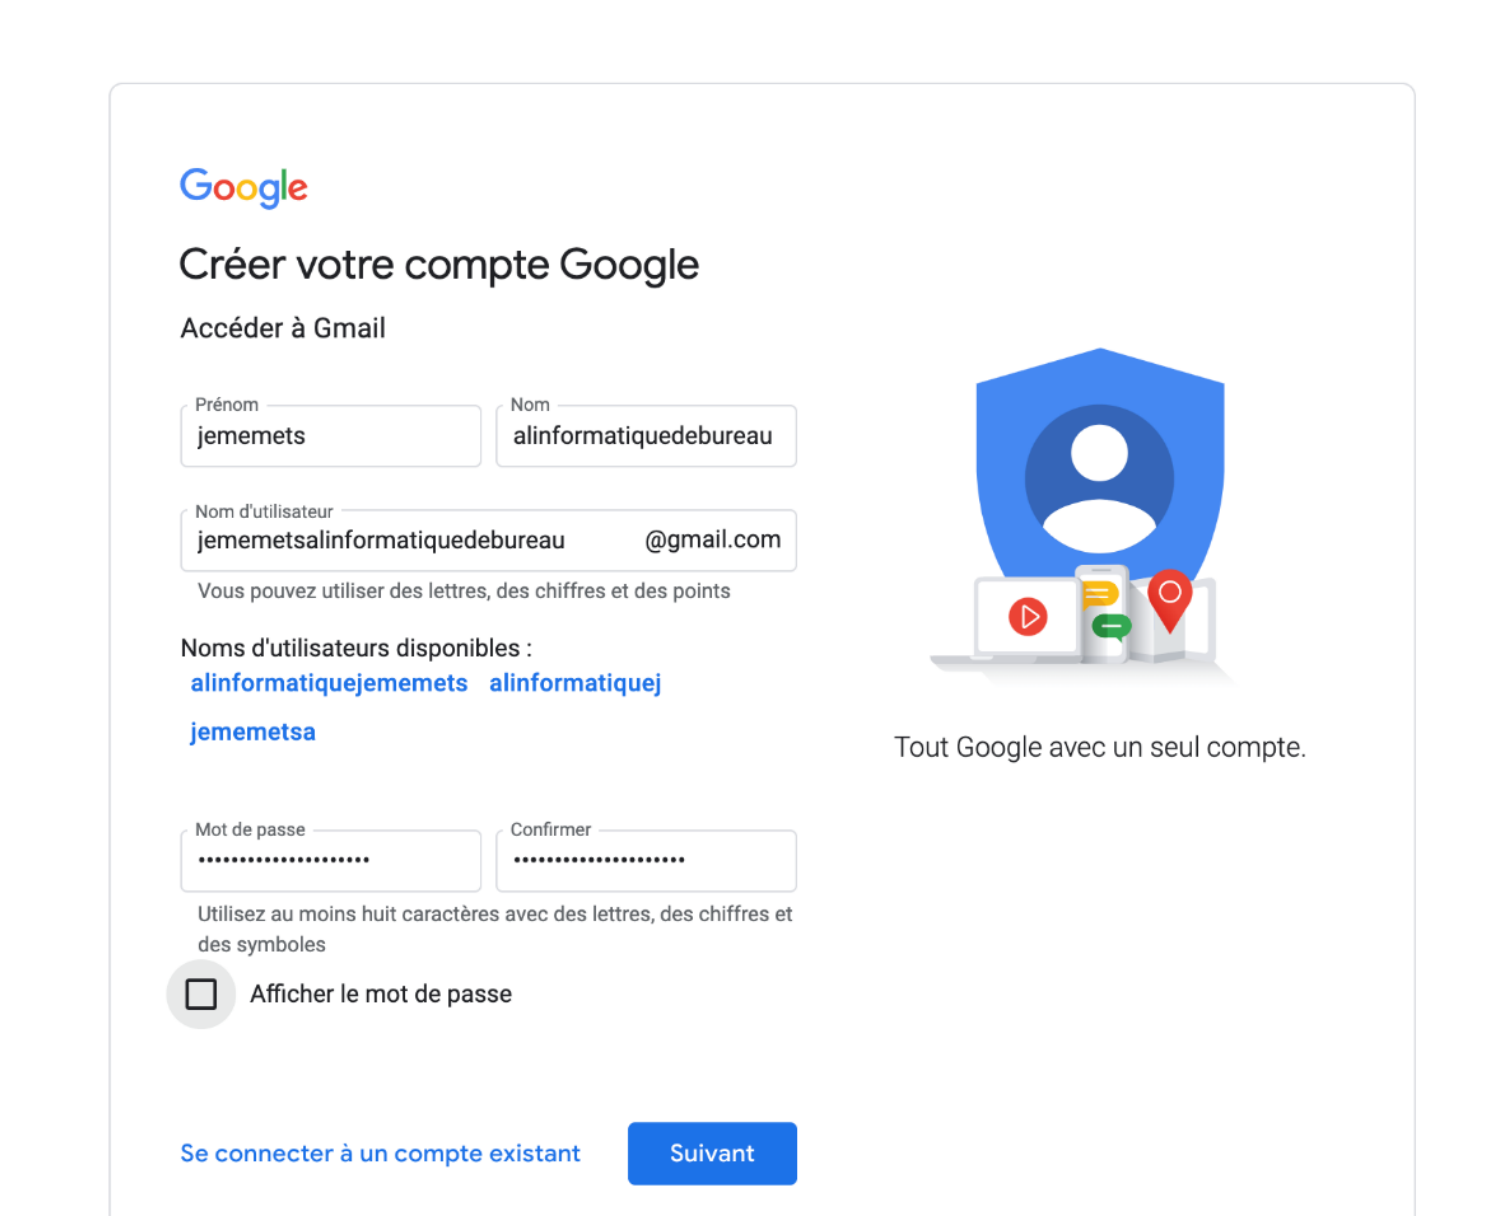 Google
Créer votre compte Google
Accéder à Gmail
Prénom
jememets
Nom
alinformatiquedebureau
Nom d'utilisateur
jememetsalinformatiquedebureau @gmail.com
Vous pouvez utiliser des lettres, des chiffres et des points
Noms d'utilisateurs disponibles :
alinformatiquejememets alinformatiquej
jememetsa
Mot de passe
•••••••••••••••••••••
Confirmer
•••••••••••••••••••••
Utilisez au moins huit caractères avec des lettres, des chiffres et
des symboles
Afficher le mot de passe
Se connecter à un compte existant
Suivant
Tout Google avec un seul compte.